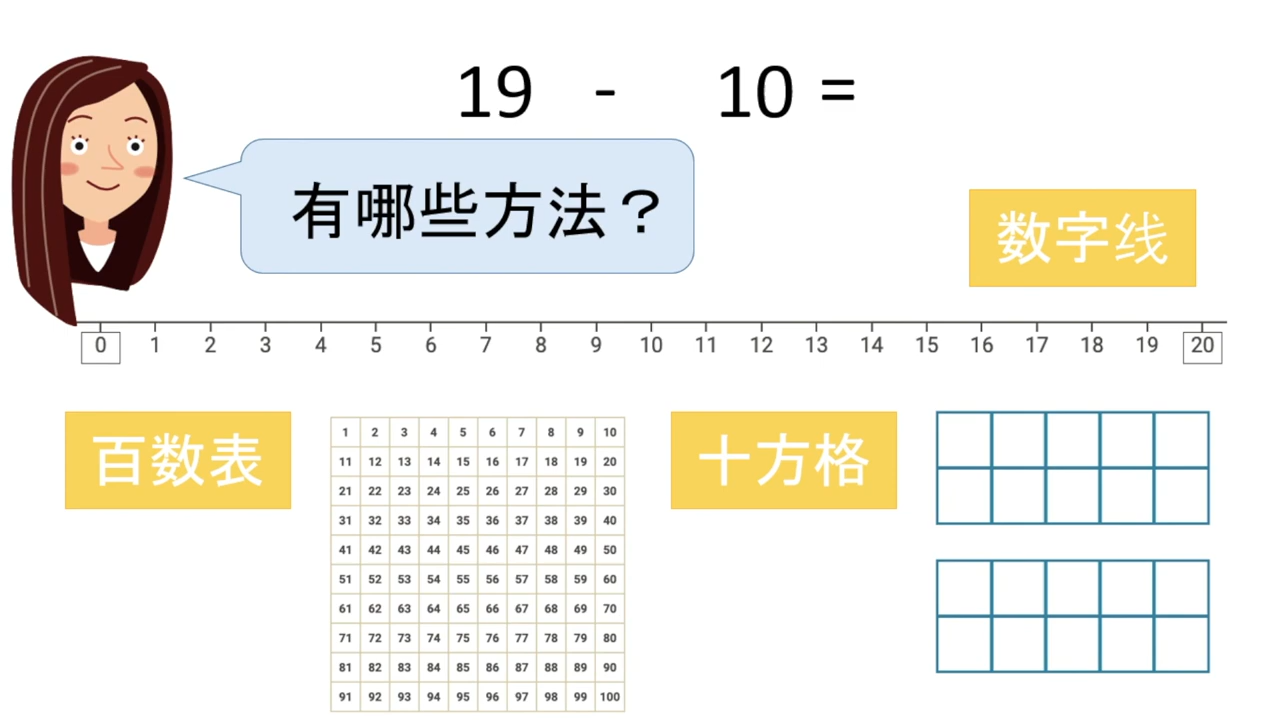 19 - 10 =
有哪些方法？
数字线
0 1 2 3 4 5 6 7 8 9 10 11 12 13 14 15 16 17 18 19 20
百数表
1 2 3 4 5 6 7 8 9 10
11 12 13 14 15 16 17 18 19 20
21 22 23 24 25 26 27 28 29 30
31 32 33 34 35 36 37 38 39 40
41 42 43 44 45 46 47 48 49 50
51 52 53 54 55 56 57 58 59 60
61 62 63 64 65 66 67 68 69 70
71 72 73 74 75 76 77 78 79 80
81 82 83 84 85 86 87 88 89 90
91 92 93 94 95 96 97 98 99 100
十方格